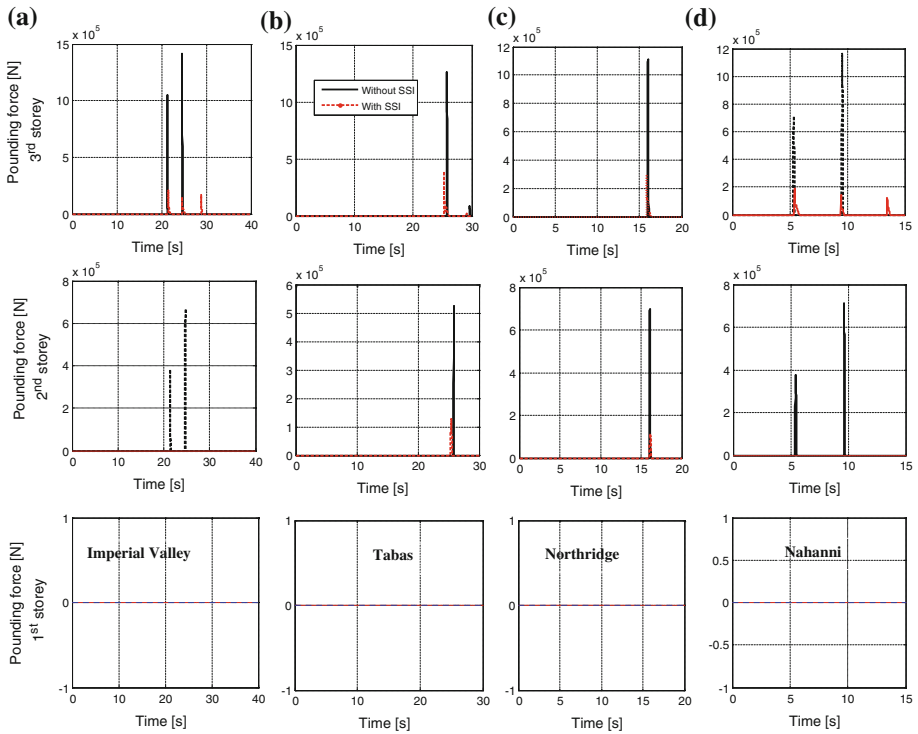 (a)
(b)
(c)
(d)
x 10^5
x 10^5
x 10^5
x 10^5
Pounding force [N]
3rd storey
15
10
5
0
0 10 20 30 40
Time [s]
15
10
5
0
Without SSI
With SSI
0 10 20 30
Time [s]
12
10
8
6
4
2
0
0 5 10 15 20
Time [s]
12
10
8
6
4
2
0
0 5 10 15
Time [s]
x 10^5
x 10^5
x 10^5
x 10^5
Pounding force [N]
2nd storey
8
6
4
2
0
0 10 20 30 40
Time [s]
6
5
4
3
2
1
0
0 10 20 30
Time [s]
8
6
4
2
0
0 5 10 15 20
Time [s]
8
6
4
2
0
0 5 10 15
Time [s]
Pounding force [N]
1st storey
1
0
-1
Imperial Valley
0 10 20 30 40
Time [s]
1
0
-1
Tabas
0 10 20 30
Time [s]
1
0
-1
Northridge
0 5 10 15 20
Time [s]
1
0.5
0
-0.5
-1
Nahanni
0 5 10 15
Time [s]